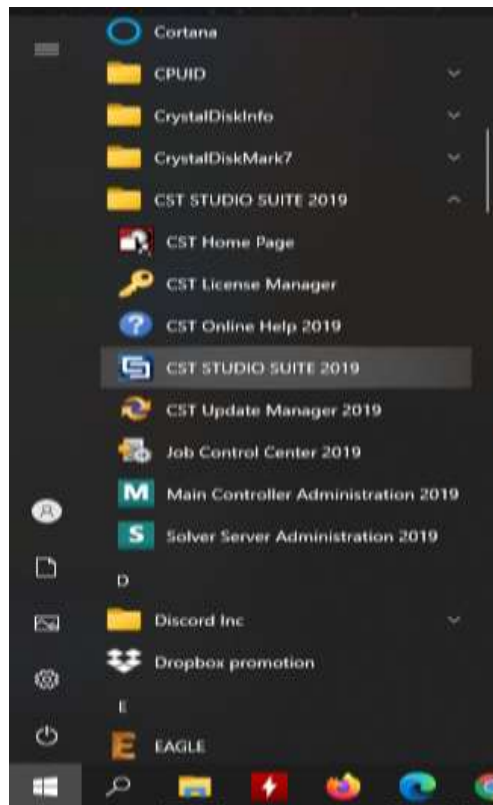 Cortana
CPUID
CrystalDiskInfo
CrystalDiskMark7
CST STUDIO SUITE 2019
CST Home Page
CST License Manager
CST Online Help 2019
CST STUDIO SUITE 2019
CST Update Manager 2019
Job Control Center 2019
M Main Controller Administration 2019
S Solver Server Administration 2019
D
Discord Inc
Dropbox promotion
E
E EAGLE